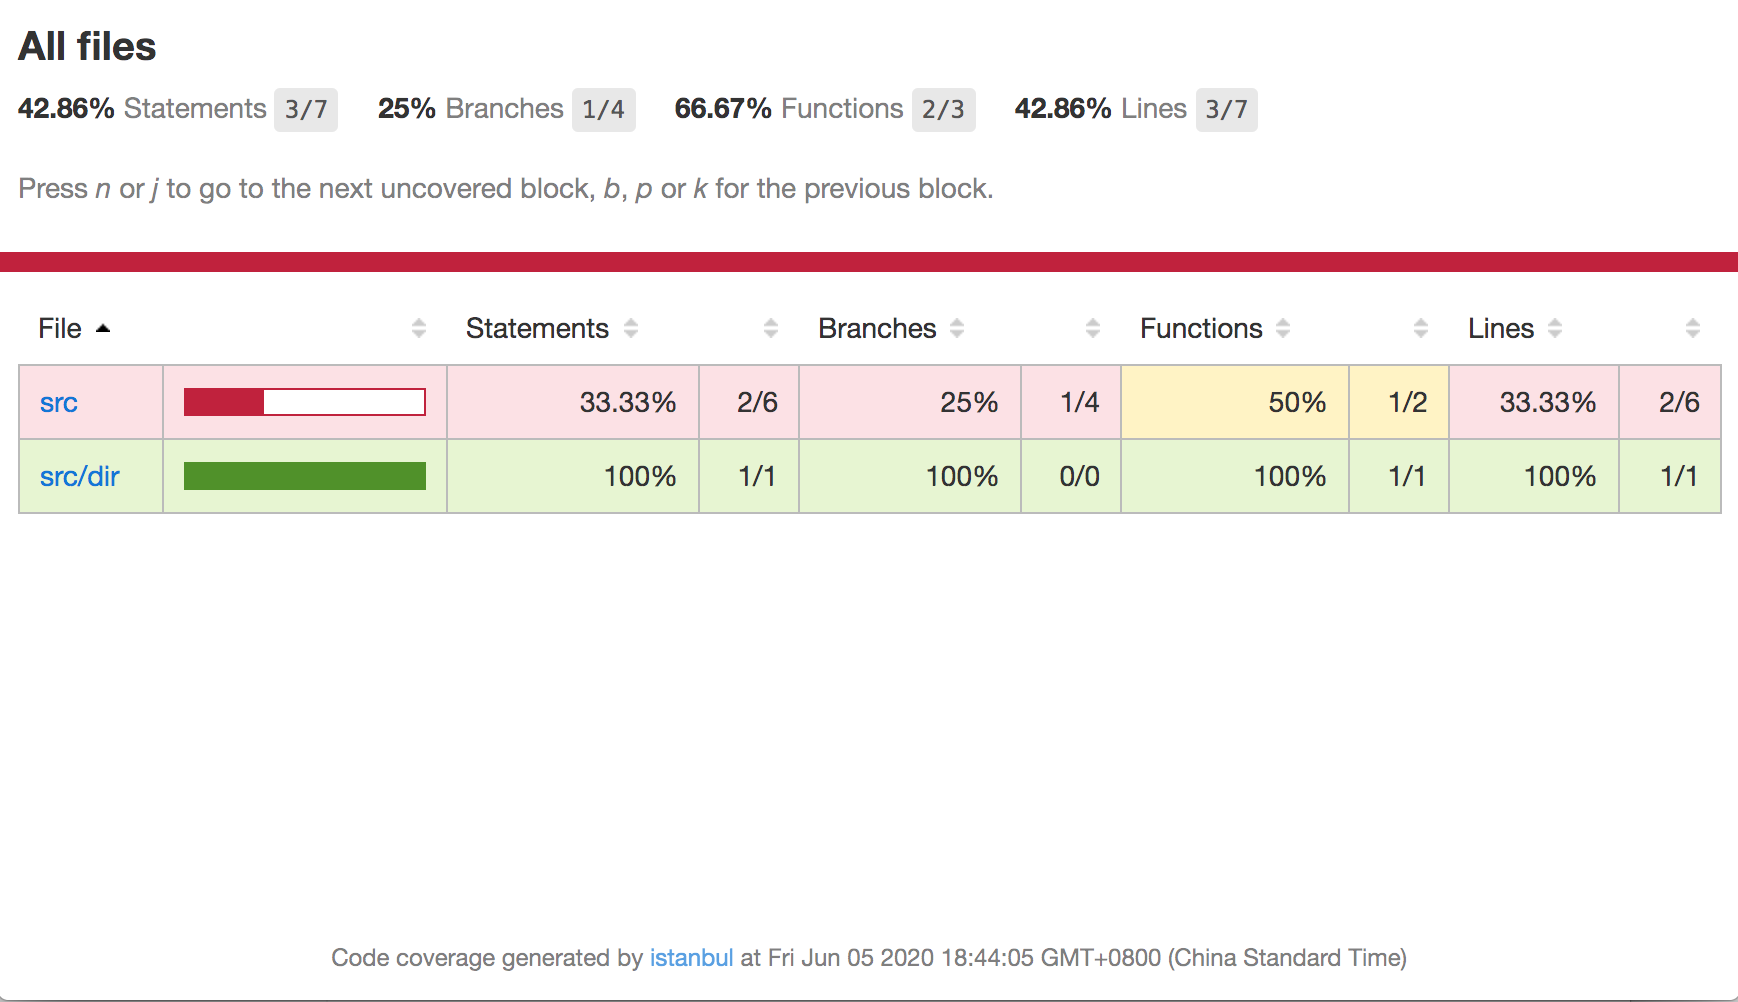 All files
42.86% Statements 3/7 25% Branches 1/4 66.67% Functions 2/3 42.86% Lines 3/7
Press n or j to go to the next uncovered block, b, p or k for the previous block.
File Statements Branches Functions Lines
src 33.33% 2/6 25% 1/4 50% 1/2 33.33% 2/6
src/dir 100% 1/1 100% 0/0 100% 1/1 100% 1/1
Code coverage generated by istanbul at Fri Jun 05 2020 18:44:05 GMT+0800 (China Standard Time)